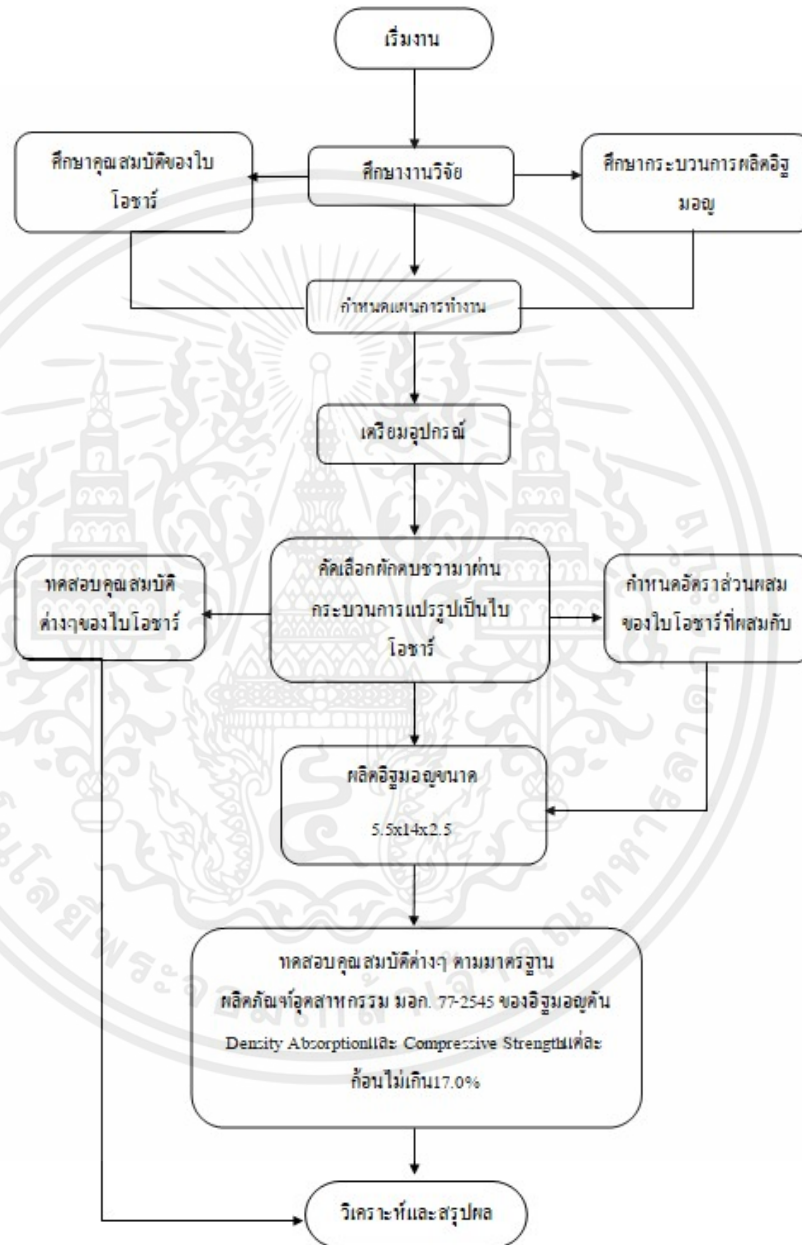 เริ่มงาน
ศึกษาคุณสมบัติของใบ
โอชาร์
ศึกษางานวิจัย
ศึกษากระบวนการผลิตอิฐ
มอญ
กำหนดแผนการทำงาน
เตรียมอุปกรณ์
ทดสอบคุณสมบัติ
ต่างๆของใบโอชาร์
คัดเลือกผักตบชวามาผ่าน
กระบวนการแปรรูปเป็นใบ
โอชาร์
กำหนดอัตราส่วนผสม
ของใบโอชาร์ที่ผสมกับ
ผลิตอิฐมอญขนาด
5.5x14x2.5
ทดสอบคุณสมบัติต่างๆ ตามมาตรฐาน
ผลิตภัณฑ์อุตสาหกรรม มอก. 77-2545 ของอิฐมอญตัน
Density Absorptionและ Compressive Strengthแต่ละ
ก้อนไม่เกิน17.0%
วิเคราะห์และสรุปผล